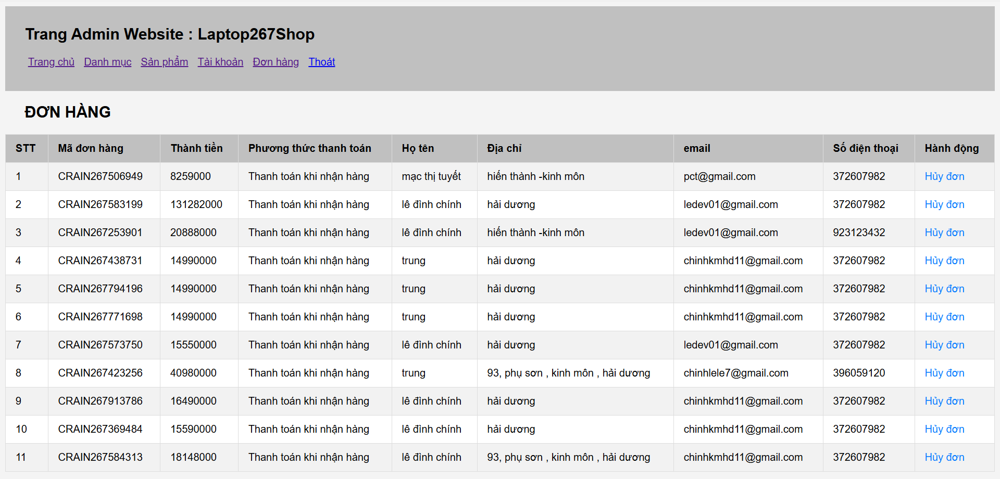 Trang Admin Website : Laptop267Shop
Trang chủ Danh mục Sản phẩm Tài khoản Đơn hàng Thoát
ĐƠN HÀNG
STT Mã đơn hàng Thành tiền Phương thức thanh toán Họ tên Địa chỉ email Số điện thoại Hành động
1 CRAIN267506949 8259000 Thanh toán khi nhận hàng mạc thị tuyết hiến thành -kinh môn pct@gmail.com 372607982 Hủy đơn
2 CRAIN267583199 131282000 Thanh toán khi nhận hàng lê đình chính hải dương ledev01@gmail.com 372607982 Hủy đơn
3 CRAIN267253901 20888000 Thanh toán khi nhận hàng lê đình chính hiến thành -kinh môn ledev01@gmail.com 923123432 Hủy đơn
4 CRAIN267438731 14990000 Thanh toán khi nhận hàng trung hải dương chinhkmhd11@gmail.com 372607982 Hủy đơn
5 CRAIN267794196 14990000 Thanh toán khi nhận hàng trung hải dương chinhkmhd11@gmail.com 372607982 Hủy đơn
6 CRAIN267771698 14990000 Thanh toán khi nhận hàng trung hải dương chinhkmhd11@gmail.com 372607982 Hủy đơn
7 CRAIN267573750 15550000 Thanh toán khi nhận hàng lê đình chính hải dương ledev01@gmail.com 372607982 Hủy đơn
8 CRAIN267423256 40980000 Thanh toán khi nhận hàng trung 93, phụ sơn , kinh môn , hải dương chinhlele7@gmail.com 396059120 Hủy đơn
9 CRAIN267913786 16490000 Thanh toán khi nhận hàng lê đình chính hải dương chinhkmhd11@gmail.com 372607982 Hủy đơn
10 CRAIN267369484 15590000 Thanh toán khi nhận hàng lê đình chính hải dương chinhkmhd11@gmail.com 372607982 Hủy đơn
11 CRAIN267584313 18148000 Thanh toán khi nhận hàng lê đình chính 93, phụ sơn , kinh môn , hải dương chinhkmhd11@gmail.com 372607982 Hủy đơn